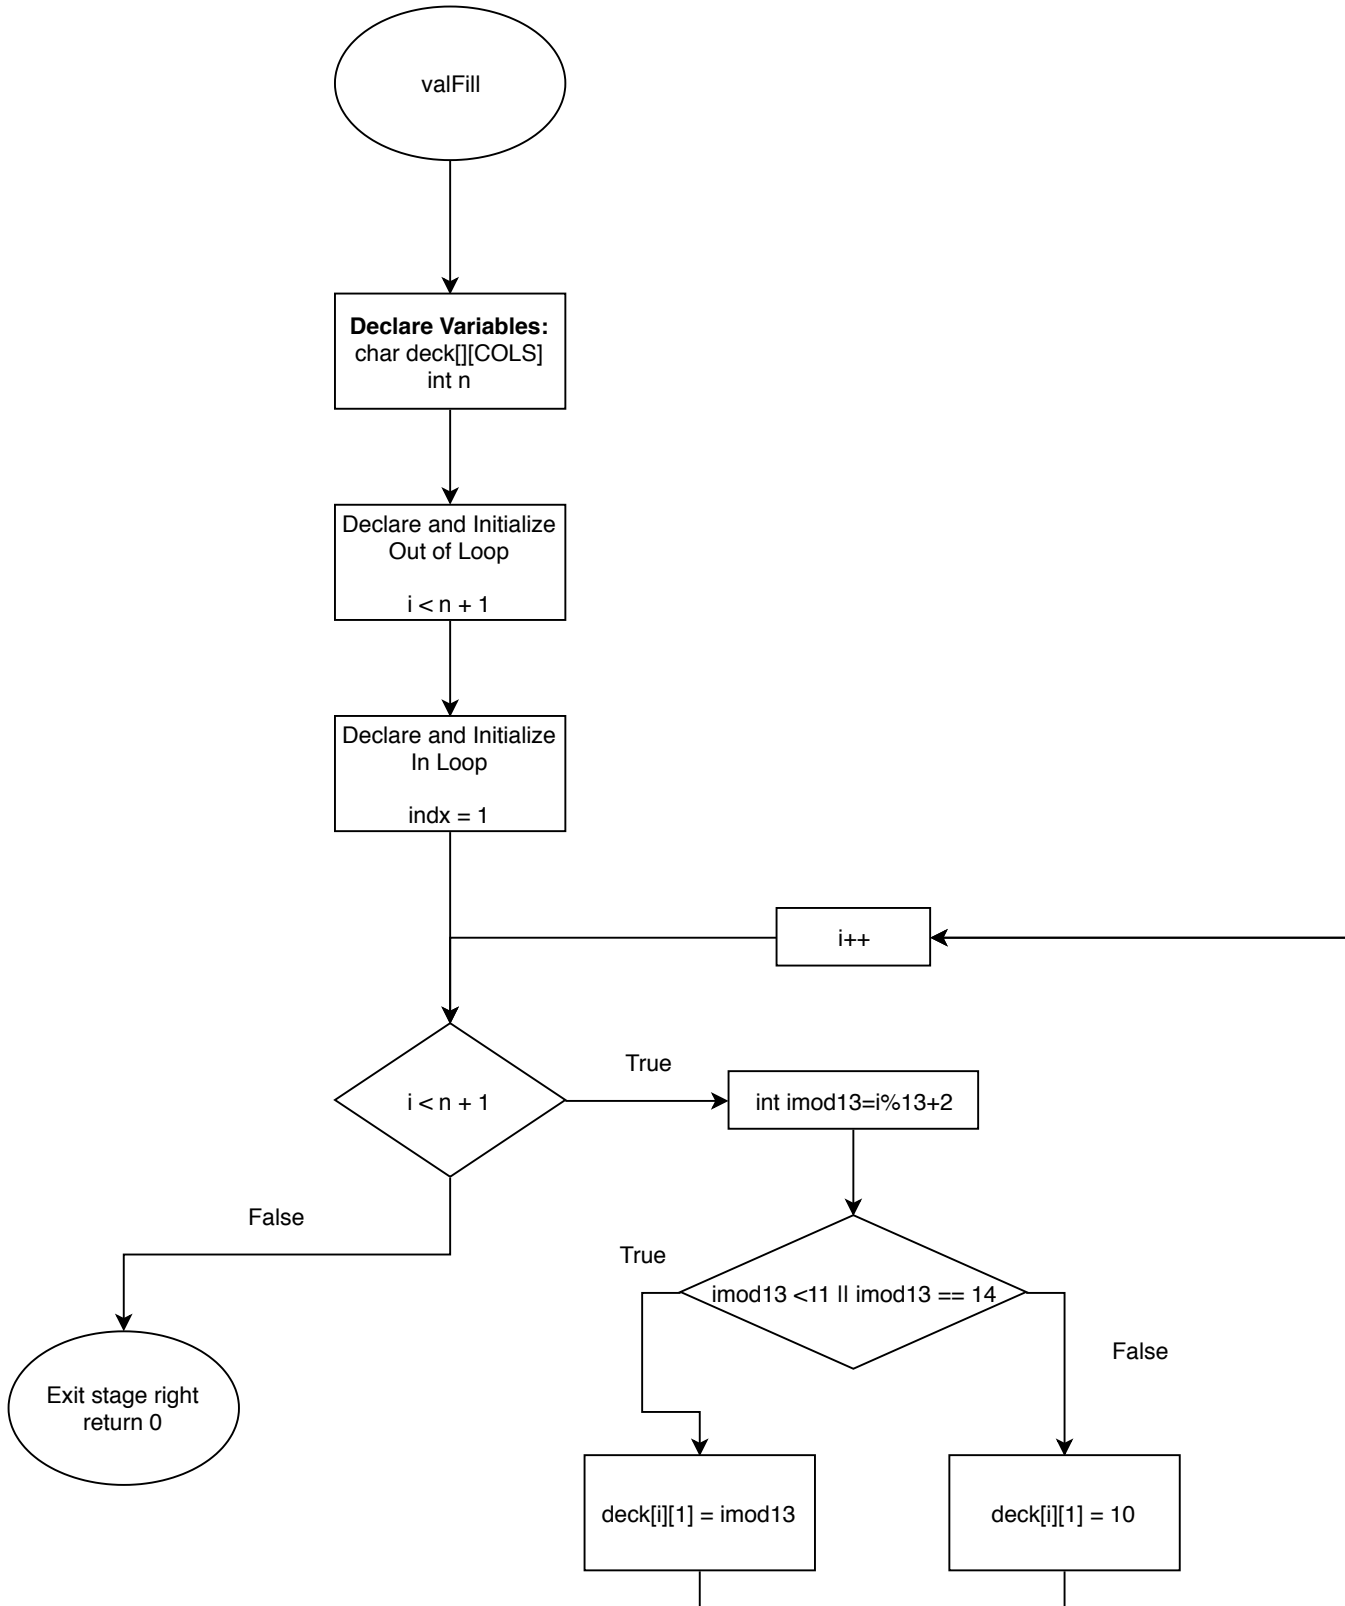 valFill
Declare Variables:
char deck[][COLS]
int n
Declare and Initialize
Out of Loop
i < n + 1
Declare and Initialize
In Loop
indx = 1
i++
i < n + 1
True
int imod13=i%13+2
False
True
imod13 <11 || imod13 == 14
False
Exit stage right
return 0
deck[i][1] = imod13
deck[i][1] = 10